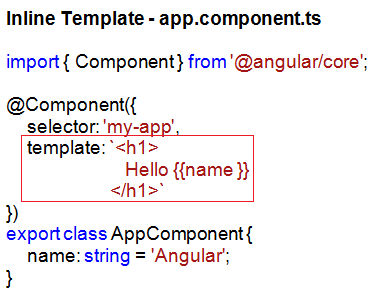 Inline Template - app.component.ts
import { Component } from '@angular/core';
@Component({
selector: 'my-app',
template: `<h1>
Hello {{name }}
</h1>`
})
export class AppComponent {
name: string = 'Angular';
}